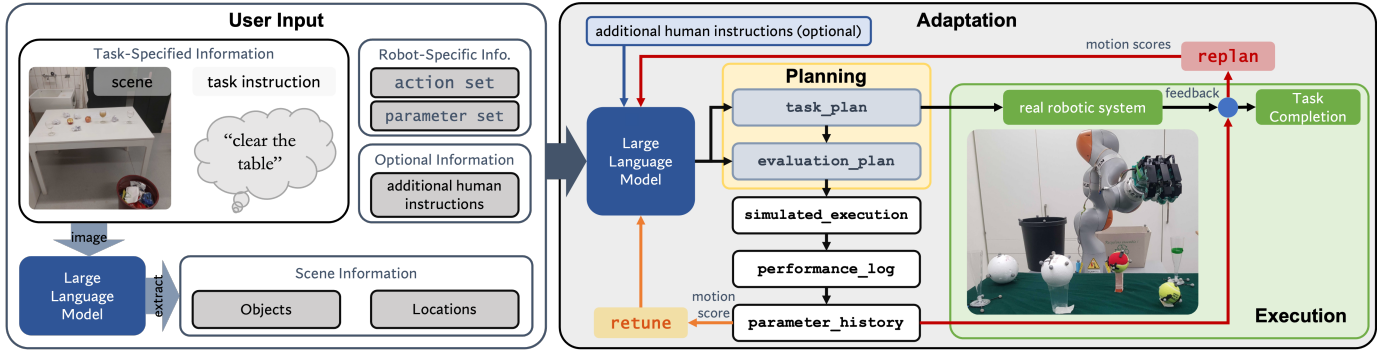 User Input
Task-Specified Information
scene
task instruction
“clear the
table”
Robot-Specific Info.
action set
parameter set
Optional Information
additional human
instructions
image
Large
Language
Model
extract
Scene Information
Objects
Locations
Adaptation
additional human instructions (optional)
motion scores
replan
Planning
task_plan
evaluation_plan
Large
Language
Model
real robotic system
feedback
Task
Completion
simulated_execution
performance_log
parameter_history
motion
score
retune
Execution